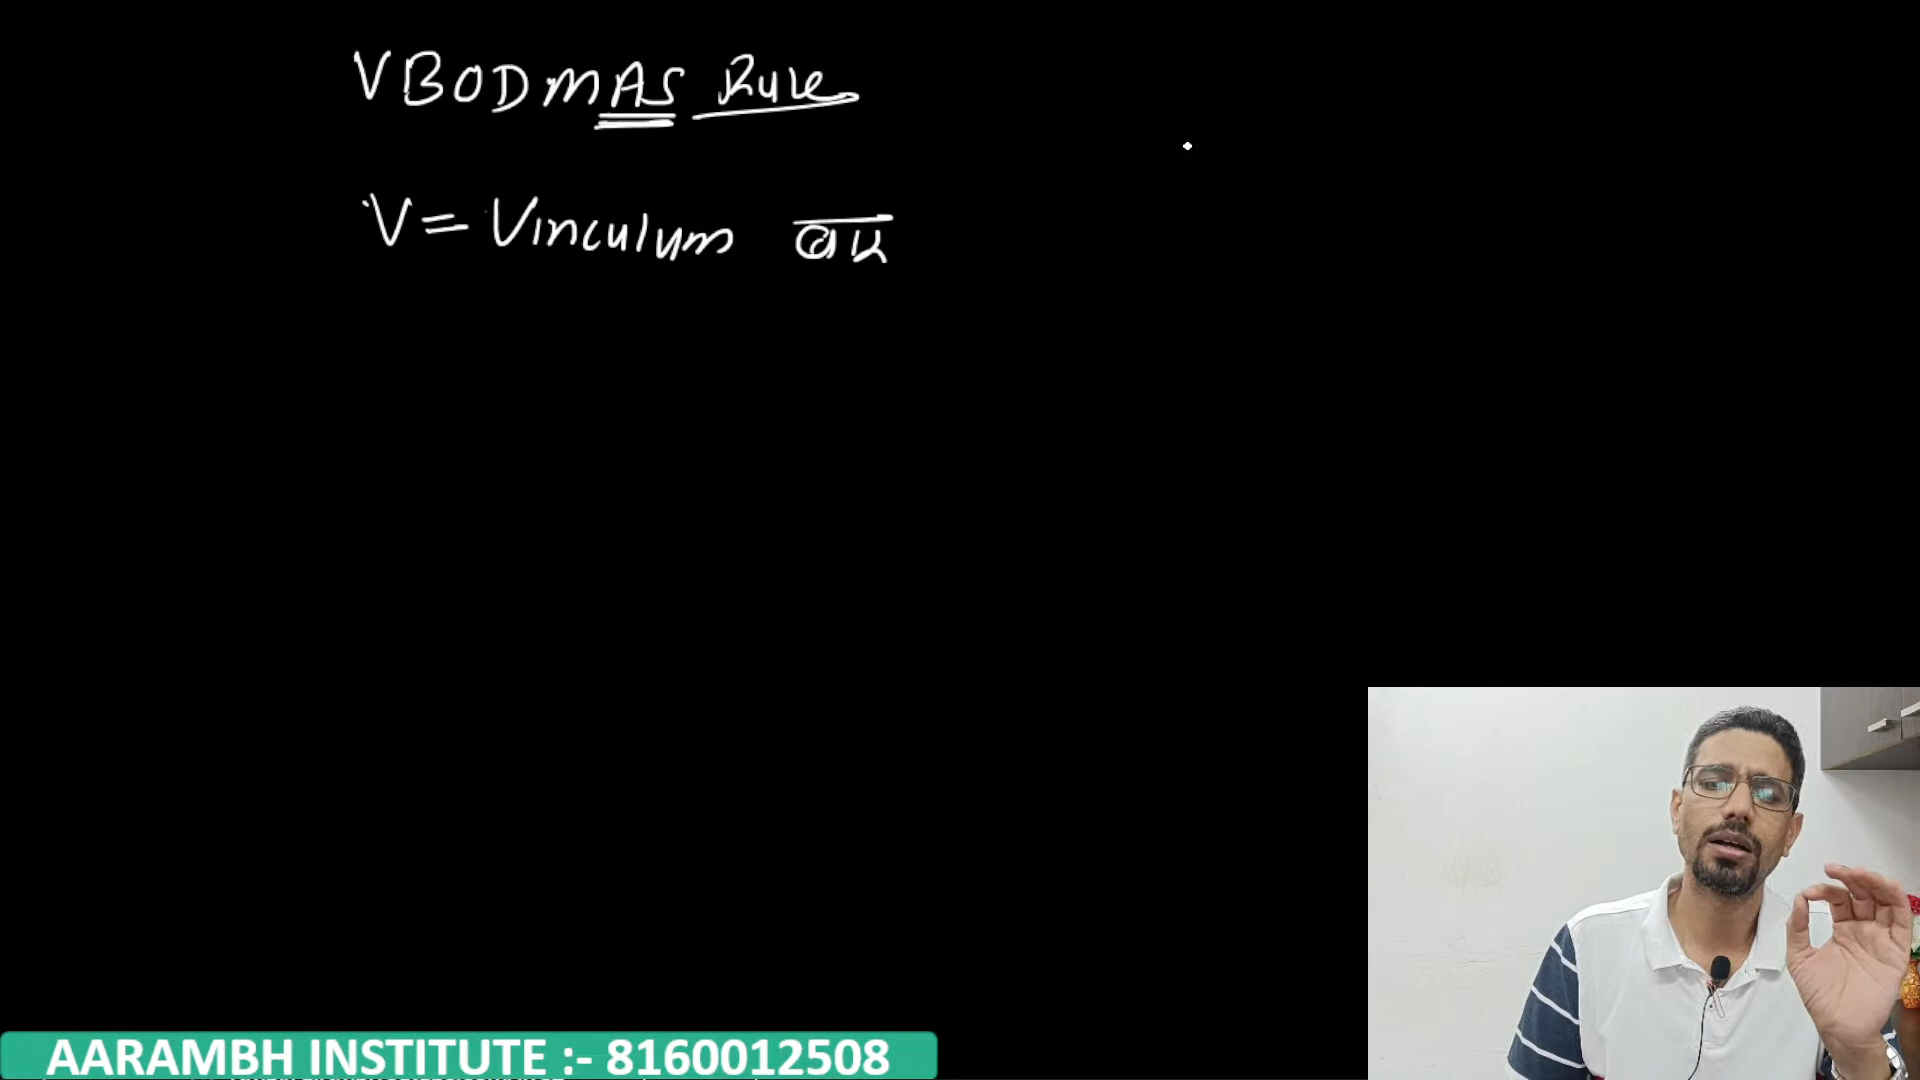 VBODMAS Rule
V = Vinculum
AARAMBH INSTITUTE :- 8160012508